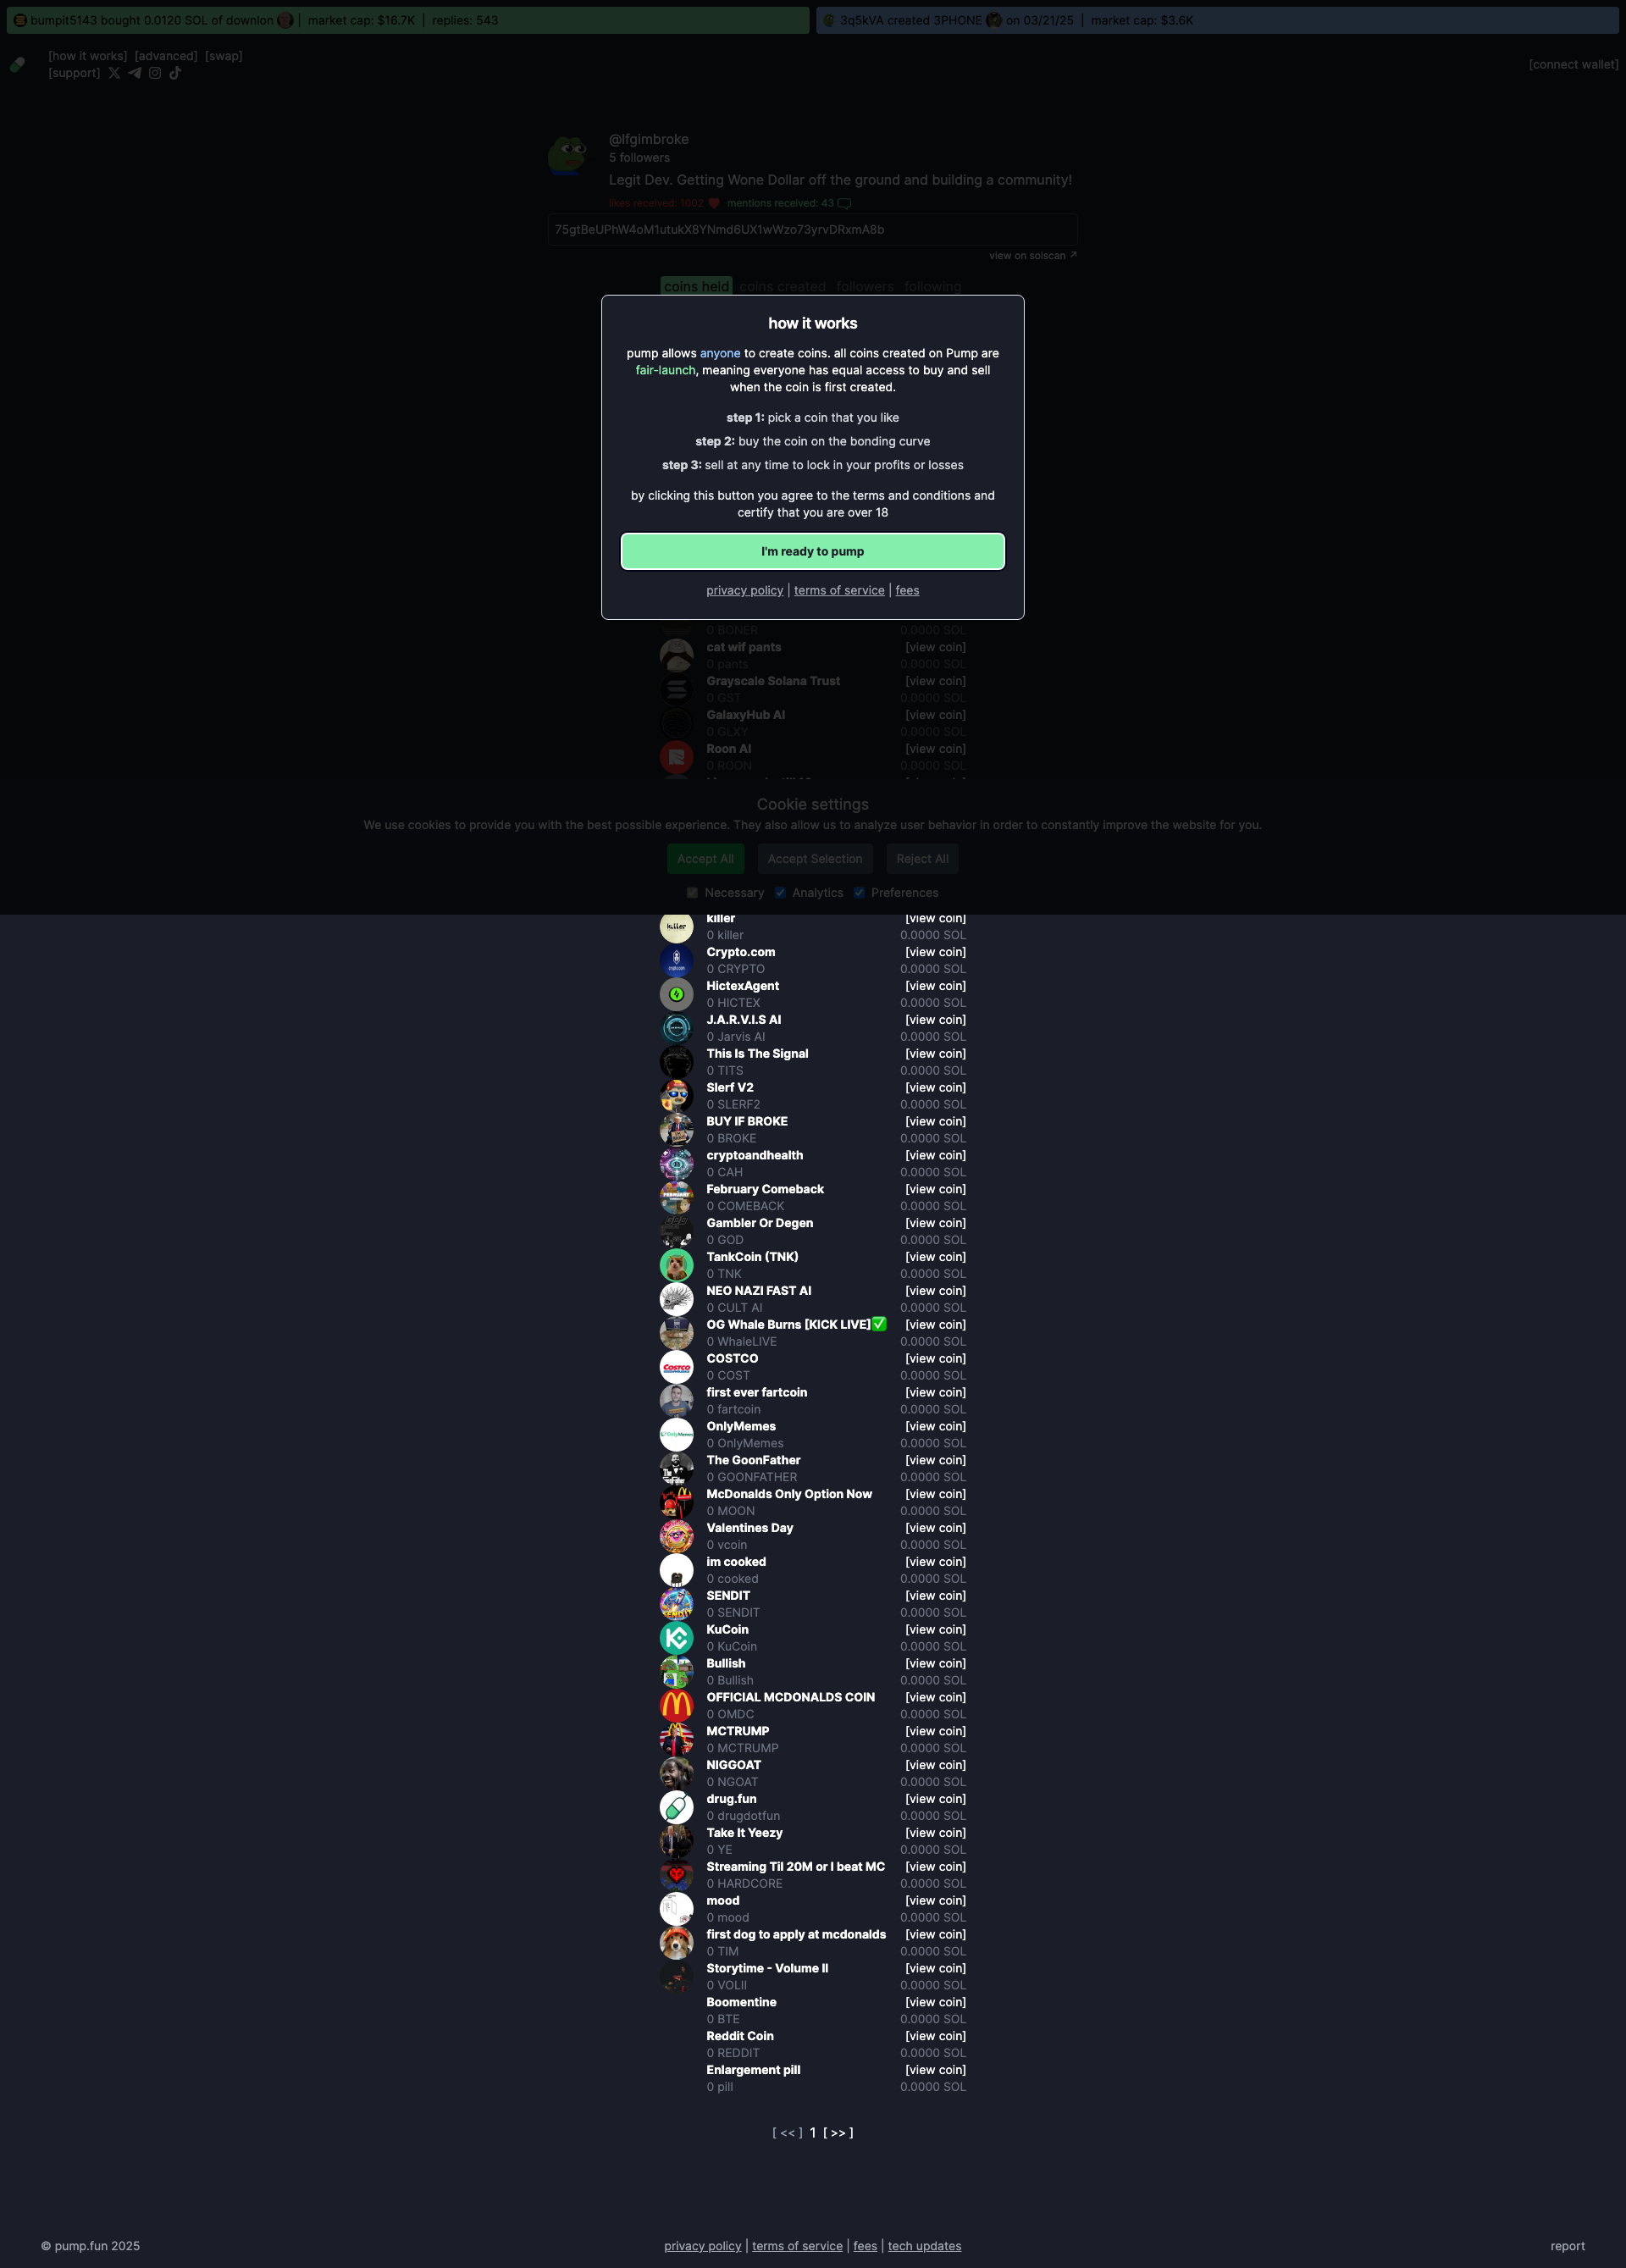 bumpit5143 bought 0.0120 SOL of downlon | market cap: $16.7K | replies: 543
3q5kVA created 3PHONE on 03/21/25 | market cap: $3.6K
[how it works] [advanced] [swap]
[support]
[connect wallet]
@lfgimbroke
5 followers
Legit Dev. Getting Wone Dollar off the ground and building a community!
likes received: 1002 mentions received: 43
75gtBeUPhW4oM1utukX8YNmd6UX1wWzo73yrvDRxmA8b
view on solscan ↗
coins held coins created followers following
how it works
pump allows anyone to create coins. all coins created on Pump are
fair-launch, meaning everyone has equal access to buy and sell
when the coin is first created.
step 1: pick a coin that you like
step 2: buy the coin on the bonding curve
step 3: sell at any time to lock in your profits or losses
by clicking this button you agree to the terms and conditions and
certify that you are over 18
I'm ready to pump
privacy policy | terms of service | fees
0 BONER 0.0000 SOL
cat wif pants [view coin]
0 pants 0.0000 SOL
Grayscale Solana Trust [view coin]
0 GST 0.0000 SOL
GalaxyHub AI [view coin]
0 GLXY 0.0000 SOL
Roon AI [view coin]
0 ROON 0.0000 SOL
Cookie settings
We use cookies to provide you with the best possible experience. They also allow us to analyze user behavior in order to constantly improve the website for you.
Accept All Accept Selection Reject All
Necessary Analytics Preferences
killer [view coin]
0 killer 0.0000 SOL
Crypto.com [view coin]
0 CRYPTO 0.0000 SOL
HictexAgent [view coin]
0 HICTEX 0.0000 SOL
J.A.R.V.I.S AI [view coin]
0 Jarvis AI 0.0000 SOL
This Is The Signal [view coin]
0 TITS 0.0000 SOL
Slerf V2 [view coin]
0 SLERF2 0.0000 SOL
BUY IF BROKE [view coin]
0 BROKE 0.0000 SOL
cryptoandhealth [view coin]
0 CAH 0.0000 SOL
February Comeback [view coin]
0 COMEBACK 0.0000 SOL
Gambler Or Degen [view coin]
0 GOD 0.0000 SOL
TankCoin (TNK) [view coin]
0 TNK 0.0000 SOL
NEO NAZI FAST AI [view coin]
0 CULT AI 0.0000 SOL
OG Whale Burns [KICK LIVE]✅ [view coin]
0 WhaleLIVE 0.0000 SOL
COSTCO [view coin]
0 COST 0.0000 SOL
first ever fartcoin [view coin]
0 fartcoin 0.0000 SOL
OnlyMemes [view coin]
0 OnlyMemes 0.0000 SOL
The GoonFather [view coin]
0 GOONFATHER 0.0000 SOL
McDonalds Only Option Now [view coin]
0 MOON 0.0000 SOL
Valentines Day [view coin]
0 vcoin 0.0000 SOL
im cooked [view coin]
0 cooked 0.0000 SOL
SENDIT [view coin]
0 SENDIT 0.0000 SOL
KuCoin [view coin]
0 KuCoin 0.0000 SOL
Bullish [view coin]
0 Bullish 0.0000 SOL
OFFICIAL MCDONALDS COIN [view coin]
0 OMDC 0.0000 SOL
MCTRUMP [view coin]
0 MCTRUMP 0.0000 SOL
NIGGOAT [view coin]
0 NGOAT 0.0000 SOL
drug.fun [view coin]
0 drugdotfun 0.0000 SOL
Take It Yeezy [view coin]
0 YE 0.0000 SOL
Streaming Til 20M or I beat MC [view coin]
0 HARDCORE 0.0000 SOL
mood [view coin]
0 mood 0.0000 SOL
first dog to apply at mcdonalds [view coin]
0 TIM 0.0000 SOL
Storytime - Volume II [view coin]
0 VOLII 0.0000 SOL
Boomentine [view coin]
0 BTE 0.0000 SOL
Reddit Coin [view coin]
0 REDDIT 0.0000 SOL
Enlargement pill [view coin]
0 pill 0.0000 SOL
[ << ] 1 [ >> ]
© pump.fun 2025
privacy policy | terms of service | fees | tech updates
report